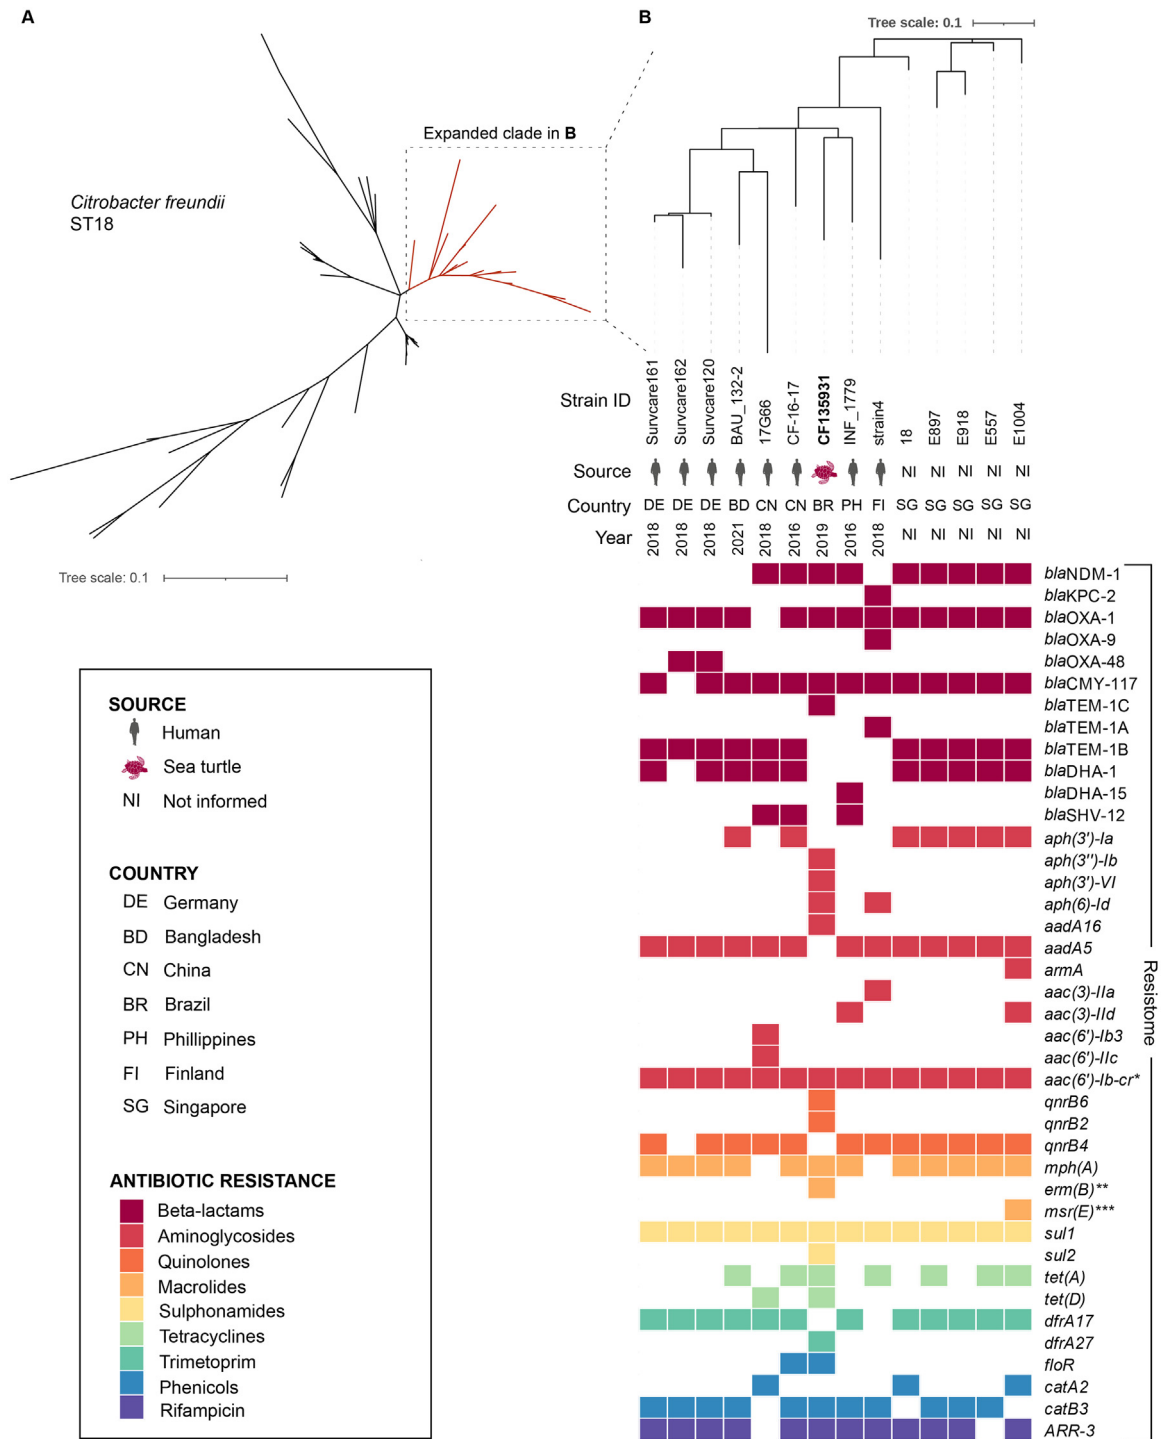 A
B
Tree scale: 0.1
Expanded clade in B
Citrobacter freundii
ST18
Tree scale: 0.1
Strain ID
Survcare161
Survcare162
Survcare120
BAU_132-2
17G66
CF-16-17
CF135931
INF_1779
strain4
18
E897
E918
E557
E1004
Source NI NI NI NI NI
Country DE DE DE BD CN CN BR PH FI SG SG SG SG SG
Year 2018 2018 2018 2021 2018 2016 2019 2016 2018 NI NI NI NI NI
blaNDM-1
blaKPC-2
blaOXA-1
blaOXA-9
blaOXA-48
blaCMY-117
blaTEM-1C
blaTEM-1A
blaTEM-1B
blaDHA-1
blaDHA-15
blaSHV-12
aph(3')-Ia
aph(3'')-Ib
aph(3')-VI
aph(6)-Id
aadA16
aadA5
armA
aac(3)-IIa
aac(3)-IId
aac(6')-Ib3
aac(6')-IIc
aac(6')-Ib-cr*
qnrB6
qnrB2
qnrB4
mph(A)
erm(B)**
msr(E)***
sul1
sul2
tet(A)
tet(D)
dfrA17
dfrA27
floR
catA2
catB3
ARR-3
Resistome
SOURCE
Human
Sea turtle
NI Not informed
COUNTRY
DE Germany
BD Bangladesh
CN China
BR Brazil
PH Phillippines
FI Finland
SG Singapore
ANTIBIOTIC RESISTANCE
Beta-lactams
Aminoglycosides
Quinolones
Macrolides
Sulphonamides
Tetracyclines
Trimetoprim
Phenicols
Rifampicin